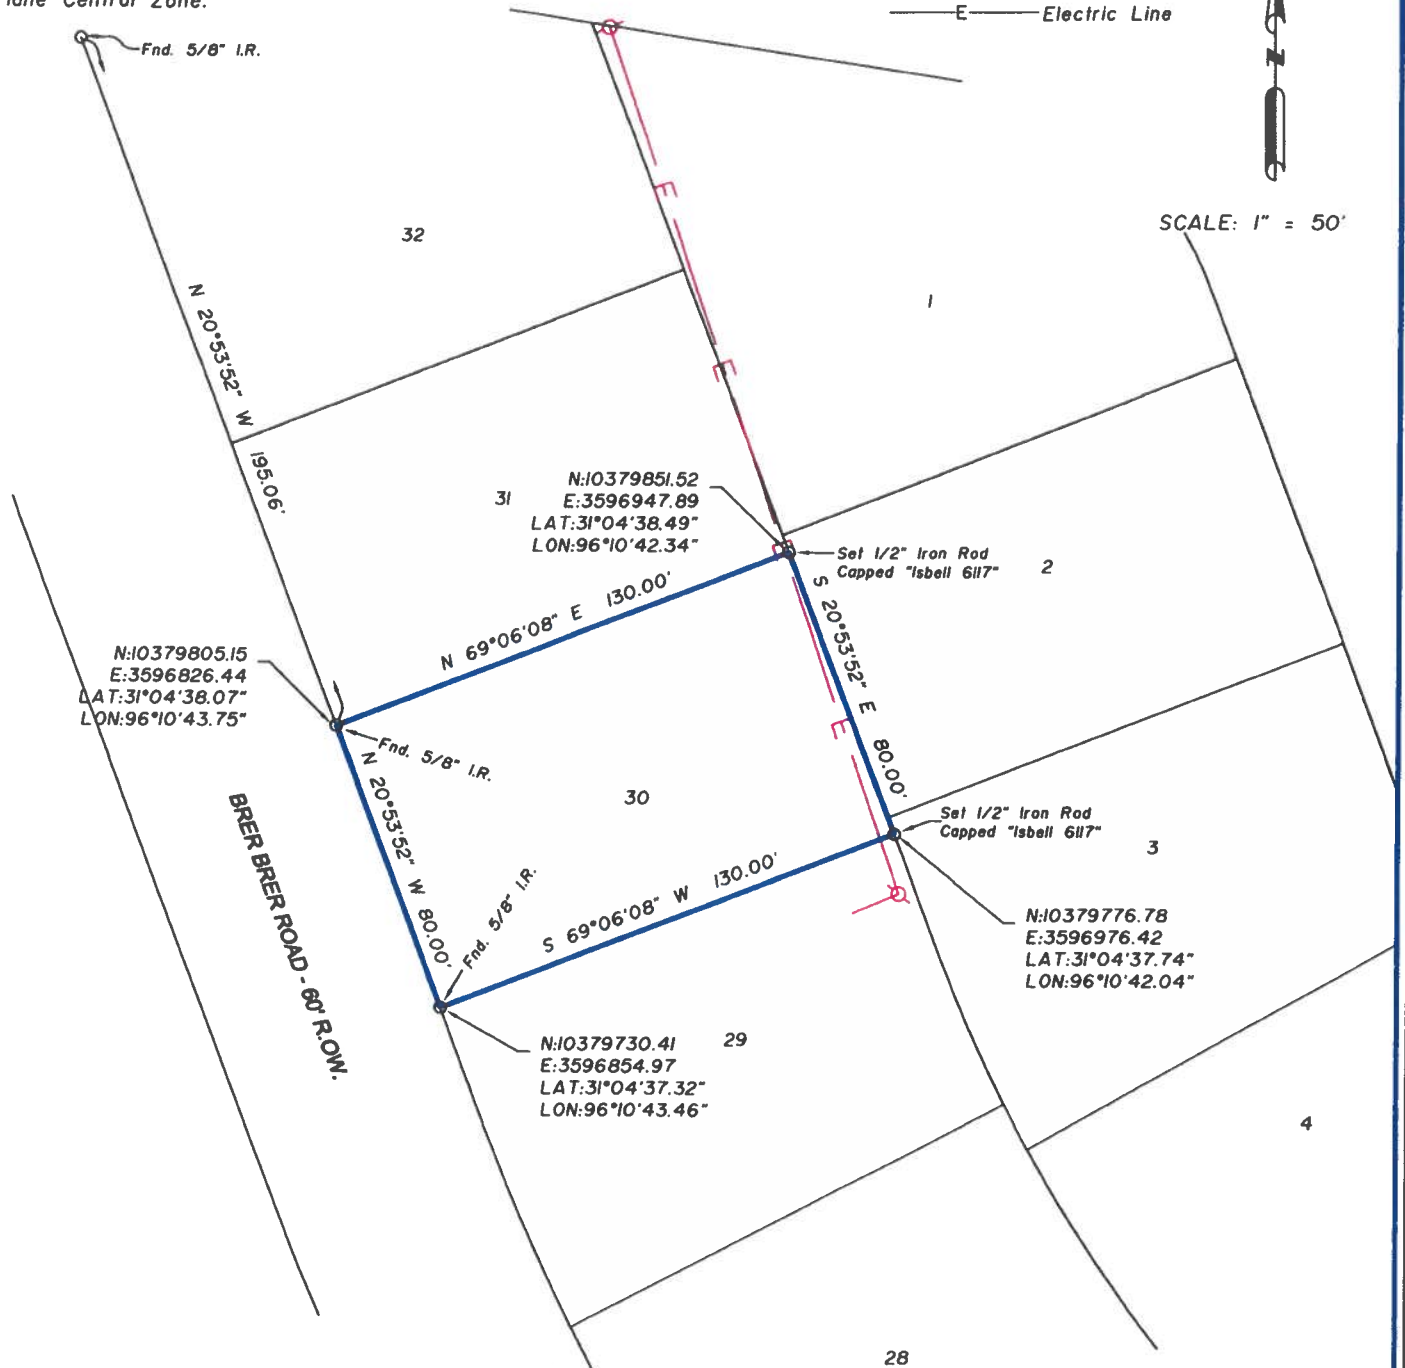 Central Zone.
E Electric Line
Fnd. 5/8" I.R.
N
SCALE: 1" = 50'
32
1
N 20°53'52" W 195.06'
31
N:10379851.52
E:3596947.89
LAT:31°04'38.49"
LON:96°10'42.34"
E
E
Set 1/2" Iron Rod
Capped "Isbell 6117"
2
N 69°06'08" E 130.00'
S 20°53'52" E 80.00'
N:10379805.15
E:3596826.44
LAT:31°04'38.07"
LON:96°10'43.75"
Fnd. 5/8" I.R.
E
N 20°53'52" W 80.00'
30
Set 1/2" Iron Rod
Capped "Isbell 6117"
3
BRER BRER ROAD - 60' R.OW.
Fnd. 5/8" I.R.
S 69°06'08" W 130.00'
N:10379776.78
E:3596976.42
LAT:31°04'37.74"
LON:96°10'42.04"
29
N:10379730.41
E:3596854.97
LAT:31°04'37.32"
LON:96°10'43.46"
4
28